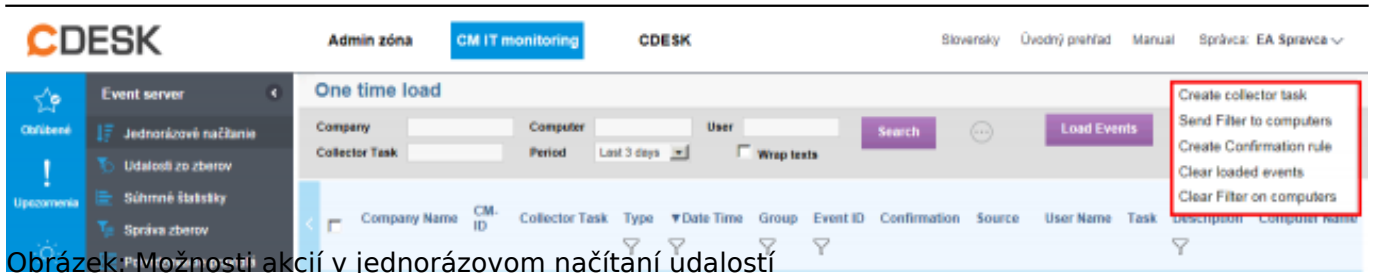 CDESK
Admin zóna CM IT monitoring CDESK Slovensky Úvodný prehľad Manual Správca: EA Spravca
Obľúbené
Upozornenia
Event server
Jednorázové načítanie
Udalosti zo zberov
Súhrnné štatistiky
Správa zberov
One time load
Company Computer User Search Load Events
Collector Task Period Last 3 days Wrap texts
Create collector task
Send Filter to computers
Create Confirmation rule
Clear loaded events
Clear Filter on computers
Company Name CM-ID Collector Task Type Date Time Group Event ID Confirmation Source User Name Task Description Computer Name
Obrázek: Možnosti akcií v jednorázovom načítaní udalostí